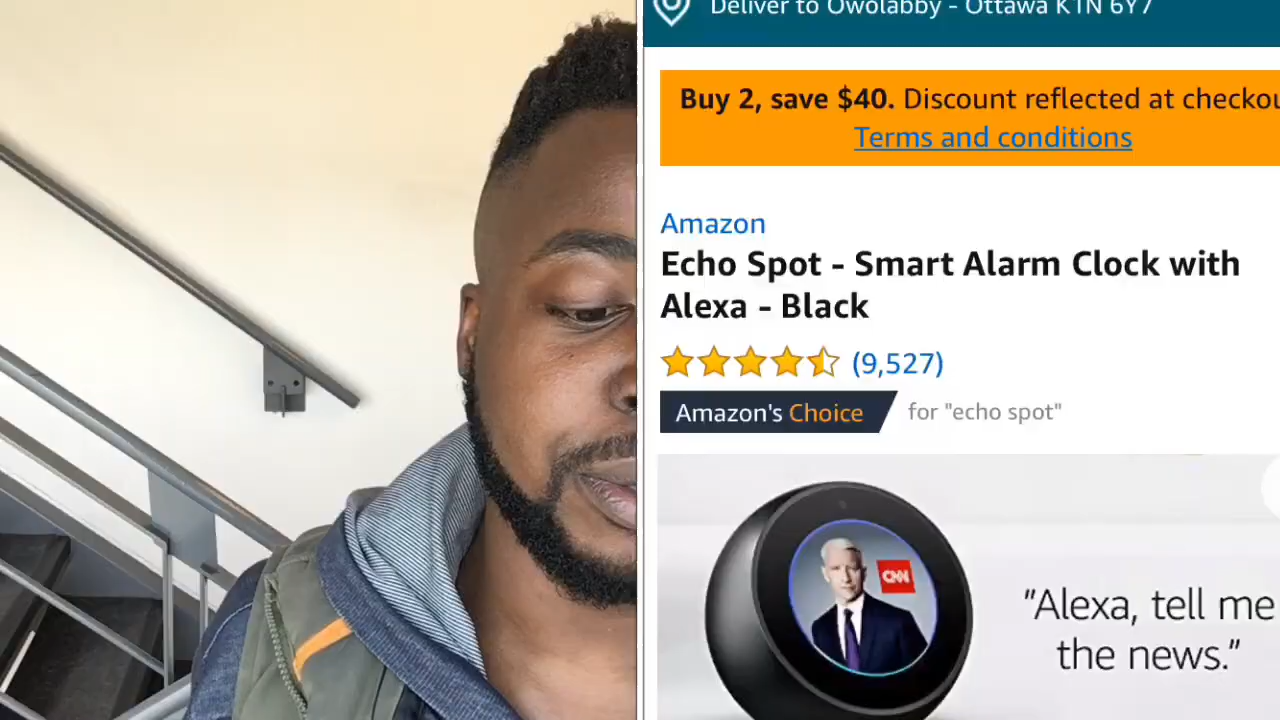 Deliver to Owolabby - Ottawa K1N 6Y7
Buy 2, save $40. Discount reflected at checkou
Terms and conditions
Amazon
Echo Spot - Smart Alarm Clock with
Alexa - Black
(9,527)
Amazon's Choice for "echo spot"
CNN
"Alexa, tell me
the news."